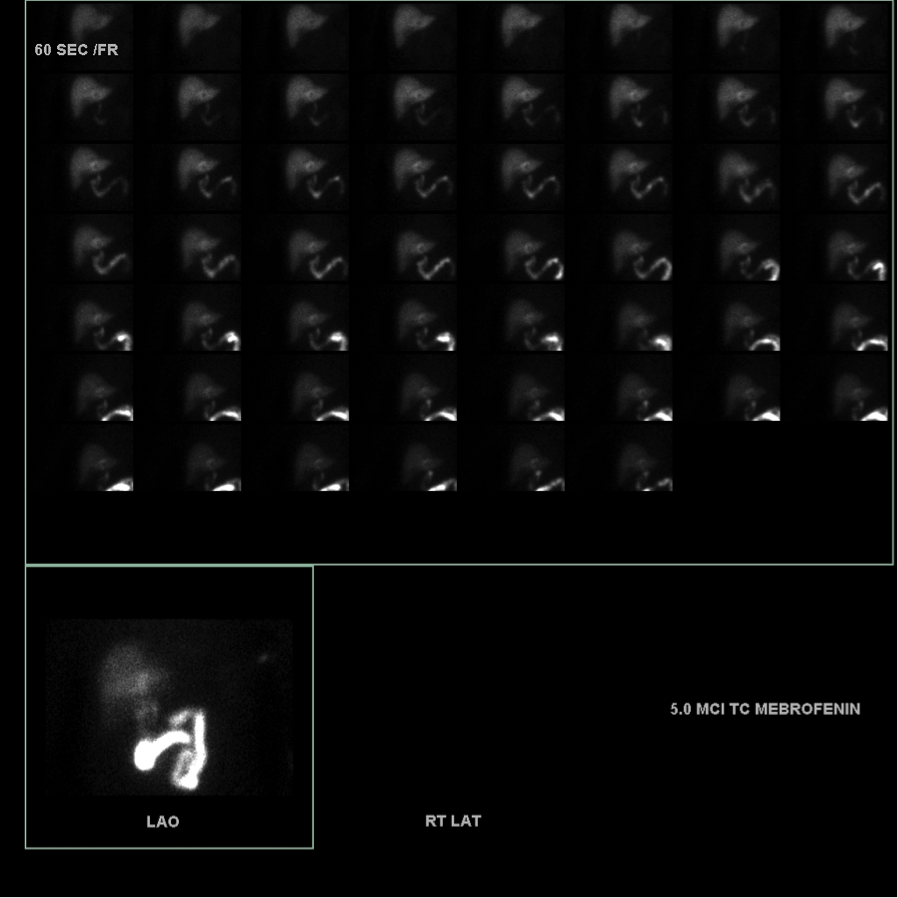 60 SEC /FR
5.0 MCI TC MEBROFENIN
LAO
RT LAT